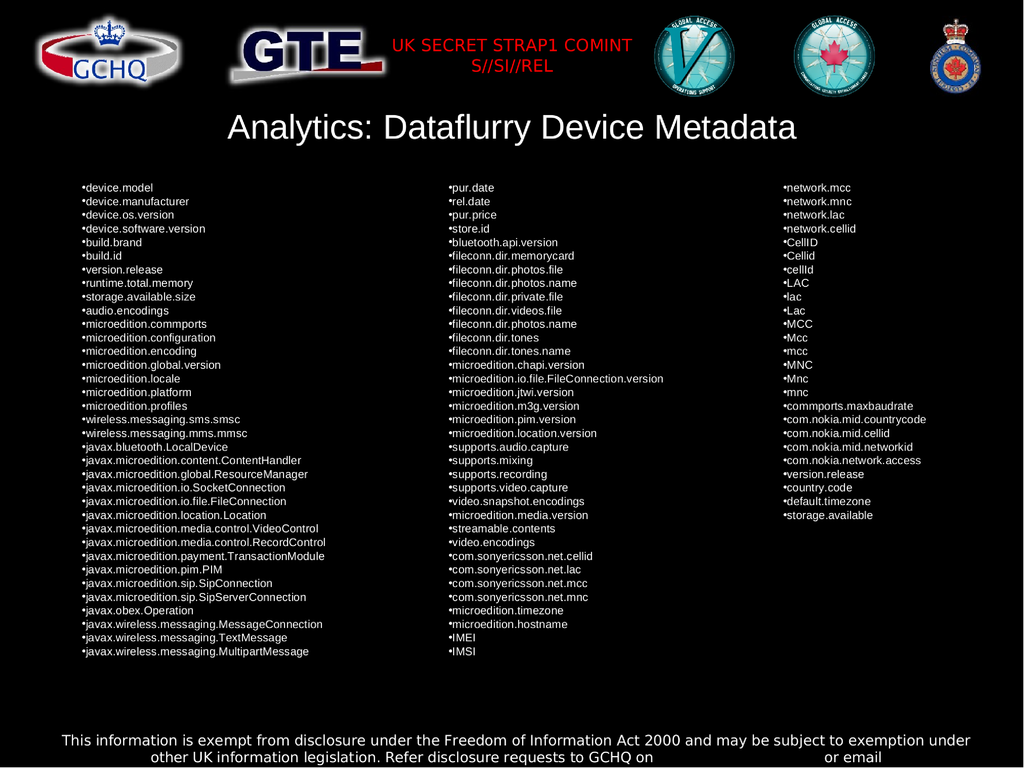 GCHQ
GTE
UK SECRET STRAP1 COMINT
S//SI//REL
GLOBAL ACCESS
V
OPERATIONS SUPPORT
GLOBAL ACCESS
Analytics: Dataflurry Device Metadata
•device.model
•device.manufacturer
•device.os.version
•device.software.version
•build.brand
•build.id
•version.release
•runtime.total.memory
•storage.available.size
•audio.encodings
•microedition.commports
•microedition.configuration
•microedition.encoding
•microedition.global.version
•microedition.locale
•microedition.platform
•microedition.profiles
•wireless.messaging.sms.smsc
•wireless.messaging.mms.mmsc
•javax.bluetooth.LocalDevice
•javax.microedition.content.ContentHandler
•javax.microedition.global.ResourceManager
•javax.microedition.io.SocketConnection
•javax.microedition.io.file.FileConnection
•javax.microedition.location.Location
•javax.microedition.media.control.VideoControl
•javax.microedition.media.control.RecordControl
•javax.microedition.payment.TransactionModule
•javax.microedition.pim.PIM
•javax.microedition.sip.SipConnection
•javax.microedition.sip.SipServerConnection
•javax.obex.Operation
•javax.wireless.messaging.MessageConnection
•javax.wireless.messaging.TextMessage
•javax.wireless.messaging.MultipartMessage
•pur.date
•rel.date
•pur.price
•store.id
•bluetooth.api.version
•fileconn.dir.memorycard
•fileconn.dir.photos.file
•fileconn.dir.photos.name
•fileconn.dir.private.file
•fileconn.dir.videos.file
•fileconn.dir.photos.name
•fileconn.dir.tones
•fileconn.dir.tones.name
•microedition.chapi.version
•microedition.io.file.FileConnection.version
•microedition.jtwi.version
•microedition.m3g.version
•microedition.pim.version
•microedition.location.version
•supports.audio.capture
•supports.mixing
•supports.recording
•supports.video.capture
•video.snapshot.encodings
•microedition.media.version
•streamable.contents
•video.encodings
•com.sonyericsson.net.cellid
•com.sonyericsson.net.lac
•com.sonyericsson.net.mcc
•com.sonyericsson.net.mnc
•microedition.timezone
•microedition.hostname
•IMEI
•IMSI
•network.mcc
•network.mnc
•network.lac
•network.cellid
•CellID
•Cellid
•cellId
•LAC
•lac
•Lac
•MCC
•Mcc
•mcc
•MNC
•Mnc
•mnc
•commports.maxbaudrate
•com.nokia.mid.countrycode
•com.nokia.mid.cellid
•com.nokia.mid.networkid
•com.nokia.network.access
•version.release
•country.code
•default.timezone
•storage.available
This information is exempt from disclosure under the Freedom of Information Act 2000 and may be subject to exemption under
other UK information legislation. Refer disclosure requests to GCHQ on or email